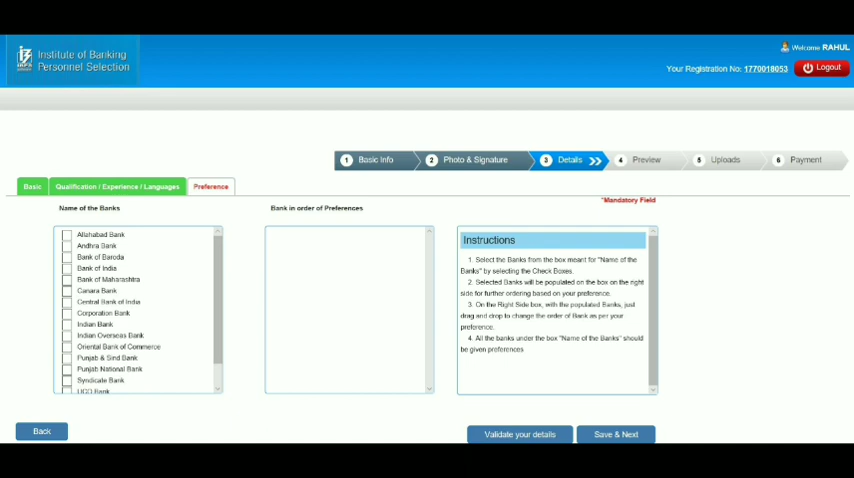 Institute of Banking
Personnel Selection
Welcome RAHUL
Your Registration No: 1770018053
Logout
1 Basic Info
2 Photo & Signature
3 Details
4 Preview
5 Uploads
6 Payment
Basic
Qualification / Experience / Languages
Preference
*Mandatory Field
Name of the Banks
Bank in order of Preferences
Allahabad Bank
Andhra Bank
Bank of Baroda
Bank of India
Bank of Maharashtra
Canara Bank
Central Bank of India
Corporation Bank
Indian Bank
Indian Overseas Bank
Oriental Bank of Commerce
Punjab & Sind Bank
Punjab National Bank
Syndicate Bank
UCO Bank
Instructions
1. Select the Banks from the box meant for "Name of the
Banks" by selecting the Check Boxes.
2. Selected Banks will be populated on the box on the right
side for further ordering based on your preference.
3. On the Right Side box, with the populated Banks, just
drag and drop to change the order of Bank as per your
preference.
4. All the banks under the box "Name of the Banks" should
be given preferences
Back
Validate your details
Save & Next